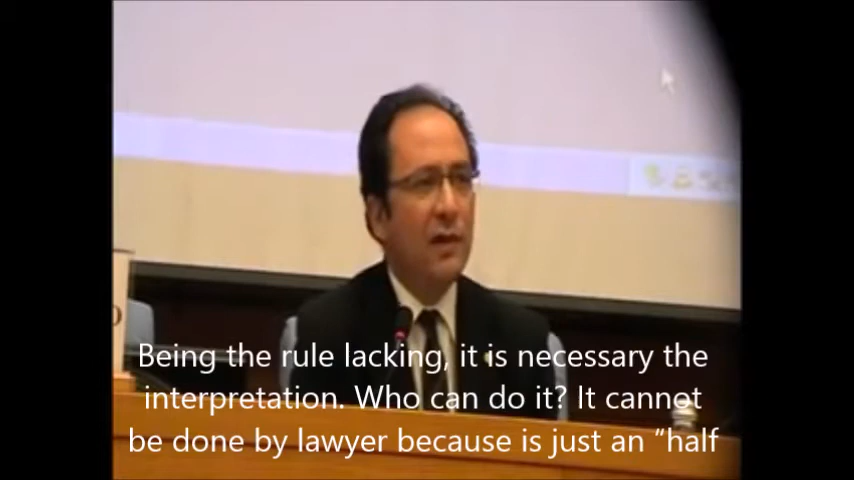 Being the rule lacking, it is necessary the
interpretation. Who can do it? It cannot
be done by lawyer because is just an “half